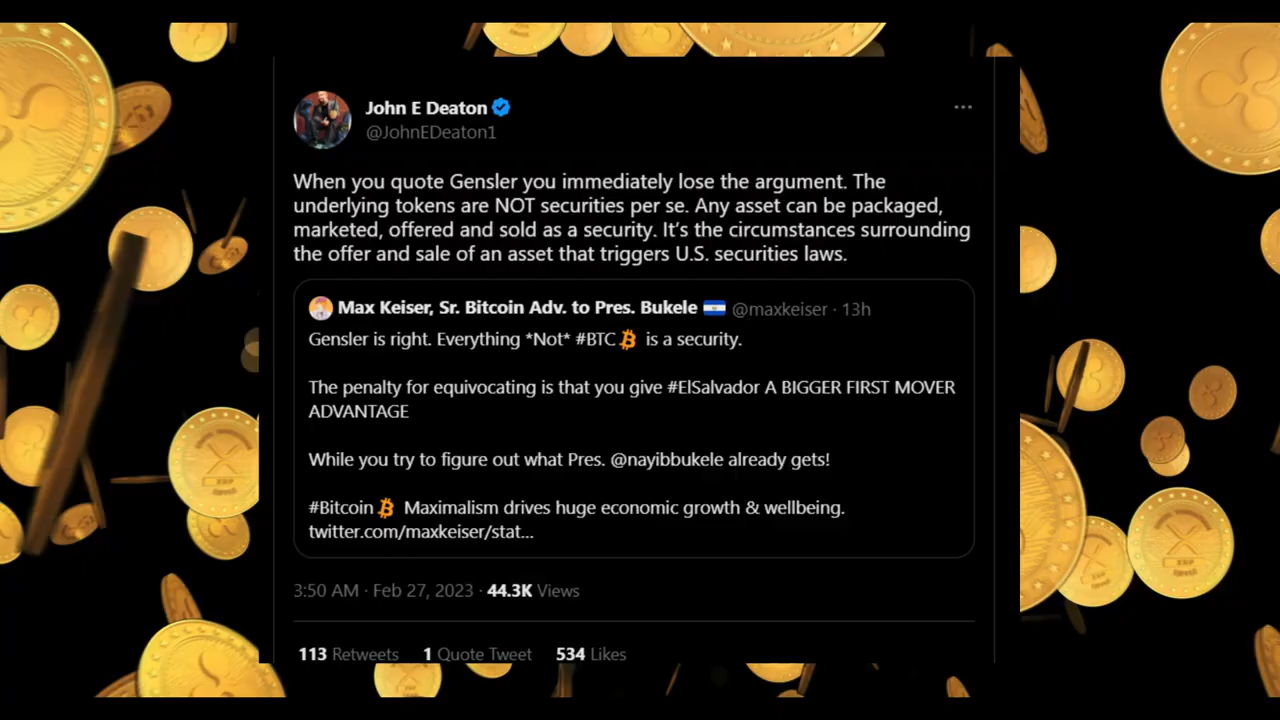 John E Deaton
@JohnEDeaton1
When you quote Gensler you immediately lose the argument. The
underlying tokens are NOT securities per se. Any asset can be packaged,
marketed, offered and sold as a security. It's the circumstances surrounding
the offer and sale of an asset that triggers U.S. securities laws.
Max Keiser, Sr. Bitcoin Adv. to Pres. Bukele 🇸🇻 @maxkeiser · 13h
Gensler is right. Everything *Not* #BTC is a security.
The penalty for equivocating is that you give #ElSalvador A BIGGER FIRST MOVER
ADVANTAGE
While you try to figure out what Pres. @nayibbukele already gets!
#Bitcoin Maximalism drives huge economic growth & wellbeing.
twitter.com/maxkeiser/stat...
3:50 AM · Feb 27, 2023 · 44.3K Views
113 Retweets 1 Quote Tweet 534 Likes
XRP
XRP